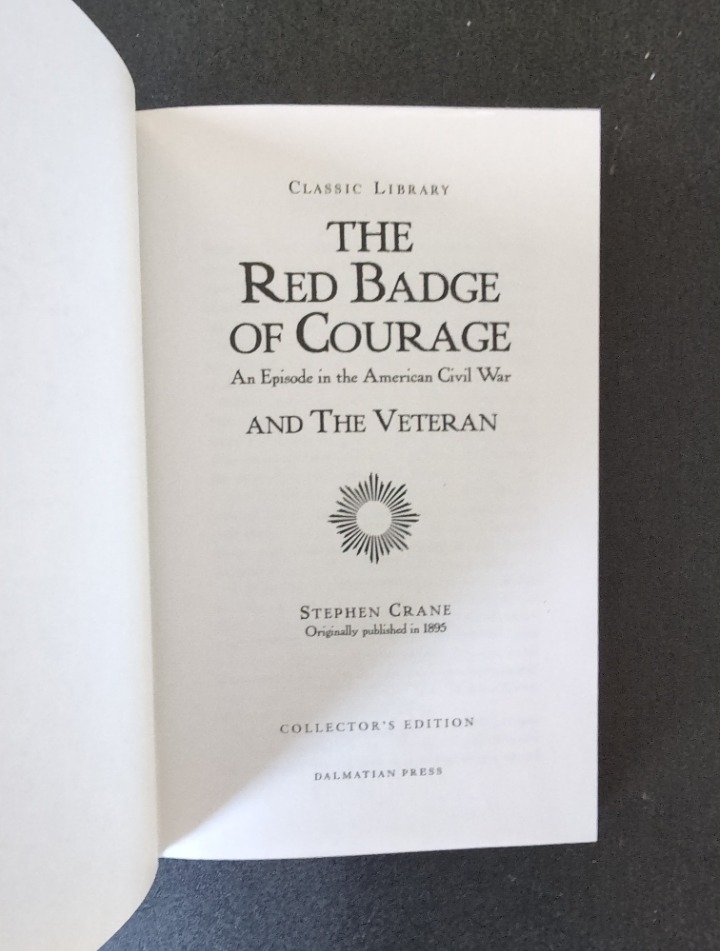 Classic Library
THE
RED BADGE
OF COURAGE
An Episode in the American Civil War
AND THE VETERAN
STEPHEN CRANE
Originally published in 1895
COLLECTOR'S EDITION
DALMATIAN PRESS